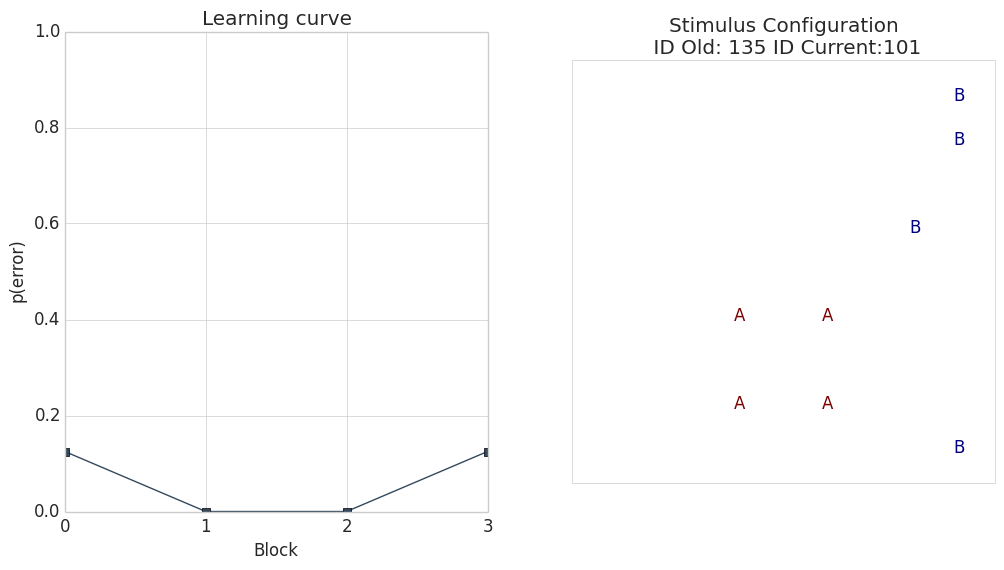 Learning curve
1.0
0.8
0.6
0.4
0.2
0.0
p(error)
0 1 2 3
Block
Stimulus Configuration
ID Old: 135 ID Current:101
B
B
B
A A
A A
B